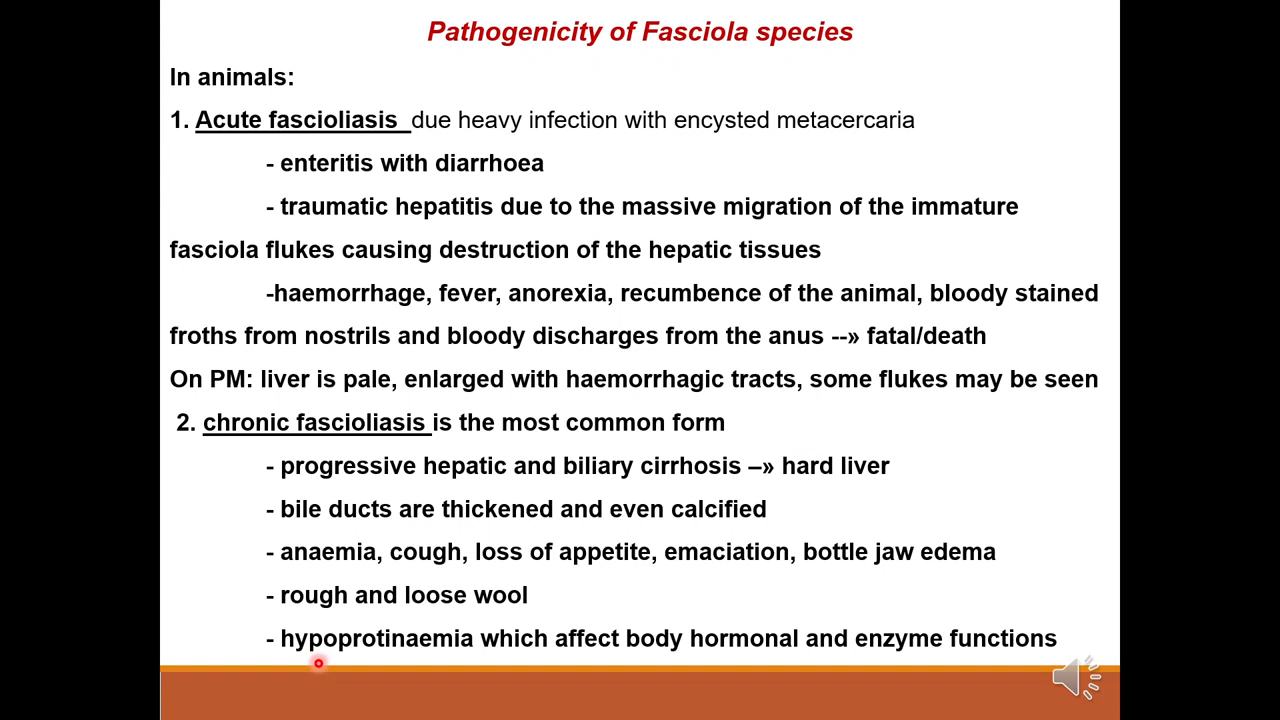 Pathogenicity of Fasciola species
In animals:
1. Acute fascioliasis due heavy infection with encysted metacercaria
- enteritis with diarrhoea
- traumatic hepatitis due to the massive migration of the immature
fasciola flukes causing destruction of the hepatic tissues
-haemorrhage, fever, anorexia, recumbence of the animal, bloody stained
froths from nostrils and bloody discharges from the anus --» fatal/death
On PM: liver is pale, enlarged with haemorrhagic tracts, some flukes may be seen
2. chronic fascioliasis is the most common form
- progressive hepatic and biliary cirrhosis –» hard liver
- bile ducts are thickened and even calcified
- anaemia, cough, loss of appetite, emaciation, bottle jaw edema
- rough and loose wool
- hypoprotinaemia which affect body hormonal and enzyme functions